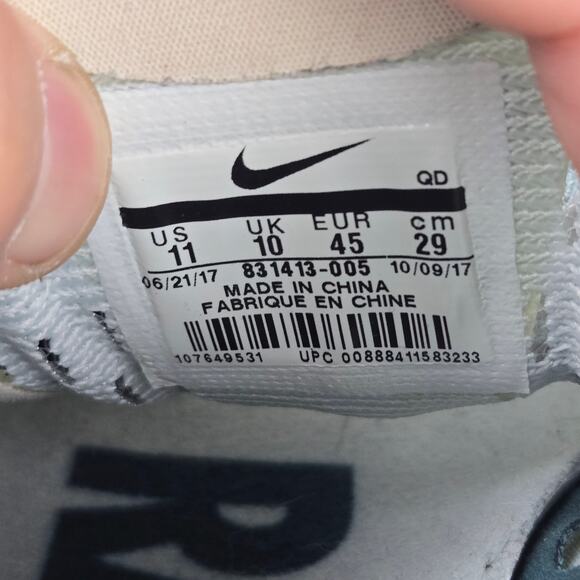 QD
US UK EUR cm
11 10 45 29
06/21/17 831413-005 10/09/17
MADE IN CHINA
FABRIQUE EN CHINE
107649531 UPC 00888411583233
R